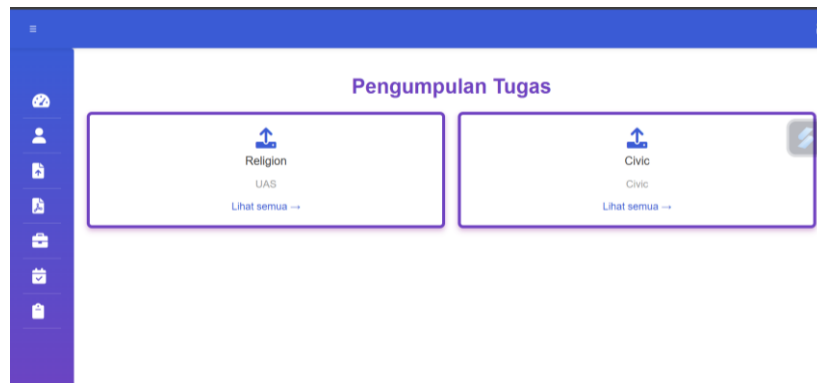 Pengumpulan Tugas
Religion
UAS
Lihat semua →
Civic
Civic
Lihat semua →